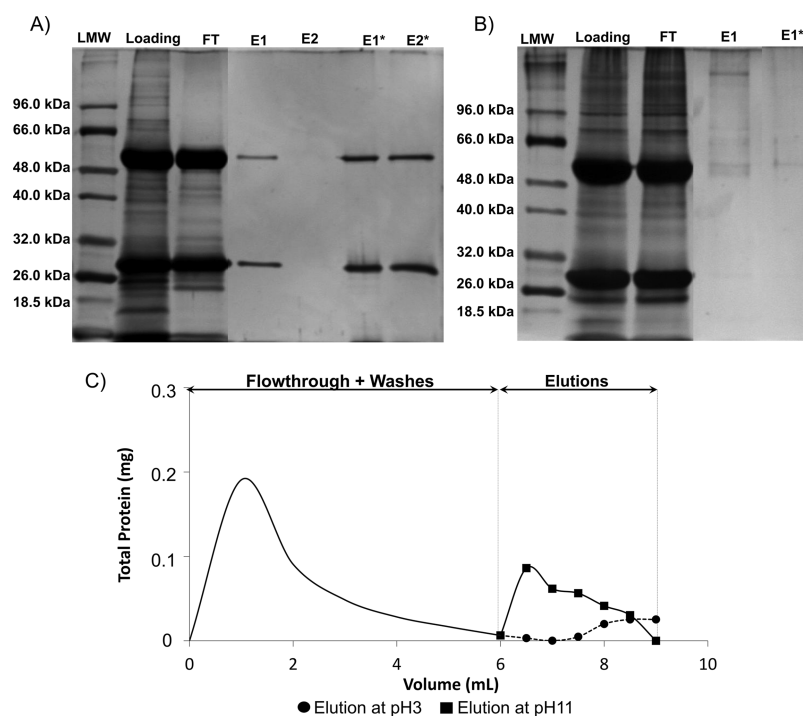 A)
LMW Loading FT E1 E2 E1* E2*
96.0 kDa
66.0 kDa
48.0 kDa
40.0 kDa
32.0 kDa
26.0 kDa
18.5 kDa
B)
LMW Loading FT E1 E1*
96.0 kDa
66.0 kDa
48.0 kDa
40.0 kDa
32.0 kDa
26.0 kDa
18.5 kDa
C)
Flowthrough + Washes Elutions
0.3
0.2
0.1
0
Total Protein (mg)
0 2 4 6 8 10
Volume (mL)
Elution at pH3 Elution at pH11